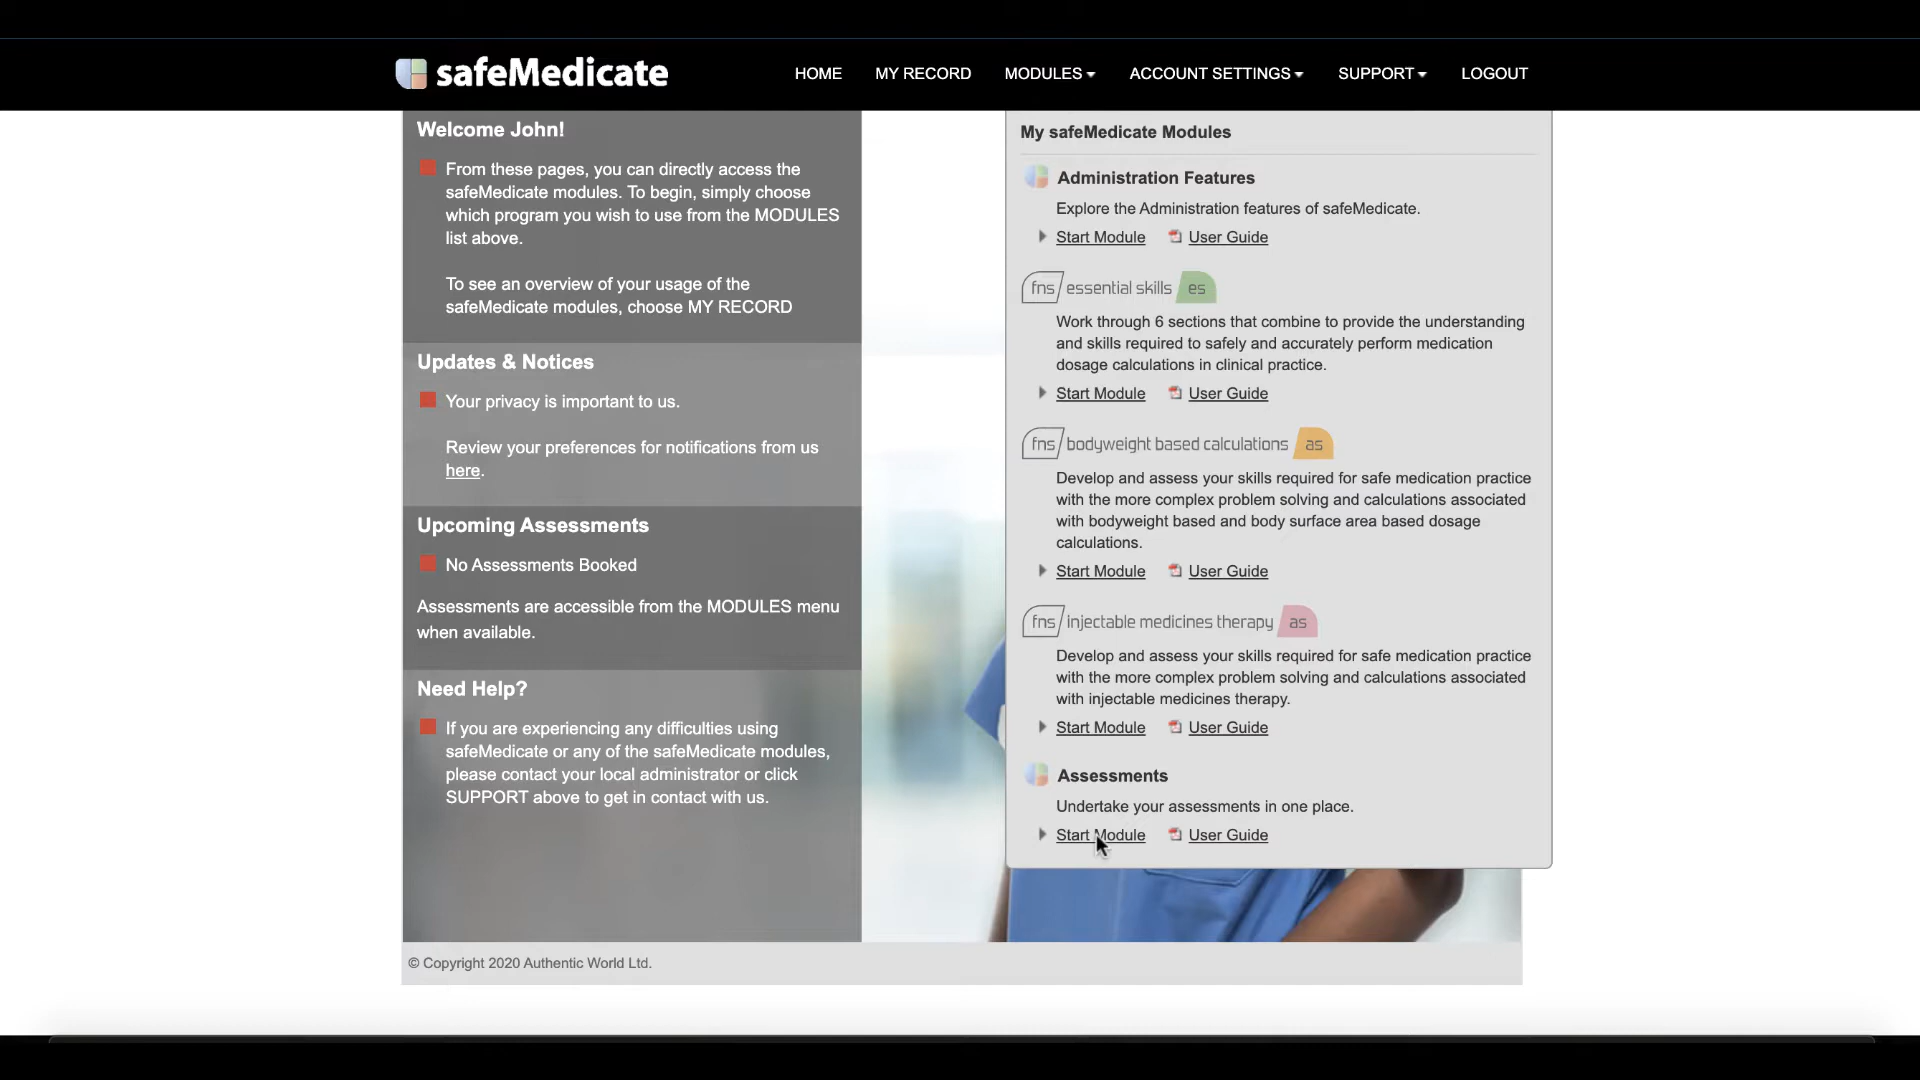 safeMedicate
HOME
MY RECORD
MODULES
ACCOUNT SETTINGS
SUPPORT
LOGOUT
Welcome John!
From these pages, you can directly access the
safeMedicate modules. To begin, simply choose
which program you wish to use from the MODULES
list above.
To see an overview of your usage of the
safeMedicate modules, choose MY RECORD
Updates & Notices
Your privacy is important to us.
Review your preferences for notifications from us
here.
Upcoming Assessments
No Assessments Booked
Assessments are accessible from the MODULES menu
when available.
Need Help?
If you are experiencing any difficulties using
safeMedicate or any of the safeMedicate modules,
please contact your local administrator or click
SUPPORT above to get in contact with us.
My safeMedicate Modules
Administration Features
Explore the Administration features of safeMedicate.
Start Module User Guide
fns essential skills es
Work through 6 sections that combine to provide the understanding
and skills required to safely and accurately perform medication
dosage calculations in clinical practice.
Start Module User Guide
fns bodyweight based calculations as
Develop and assess your skills required for safe medication practice
with the more complex problem solving and calculations associated
with bodyweight based and body surface area based dosage
calculations.
Start Module User Guide
fns injectable medicines therapy as
Develop and assess your skills required for safe medication practice
with the more complex problem solving and calculations associated
with injectable medicines therapy.
Start Module User Guide
Assessments
Undertake your assessments in one place.
Start Module User Guide
© Copyright 2020 Authentic World Ltd.